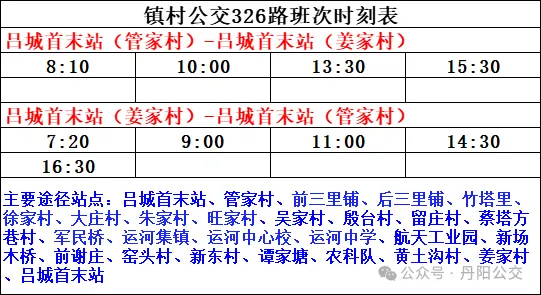 镇村公交326路班次时刻表
吕城首末站（管家村）-吕城首末站（姜家村）
8:10 10:00 13:30 15:30
吕城首末站（姜家村）-吕城首末站（管家村）
7:20 9:00 11:00 14:30
16:30
主要途径站点：吕城首末站、管家村、前三里铺、后三里铺、竹塔里、
徐家村、大庄村、朱家村、旺家村、吴家村、殷台村、留庄村、蔡塔方
巷村、军民桥、运河集镇、运河中心校、运河中学、航天工业园、新场
木桥、前谢庄、窑头村、新东村、谭家塘、农科队、黄土沟村、姜家村
、吕城首末站
公众号·丹阳公交